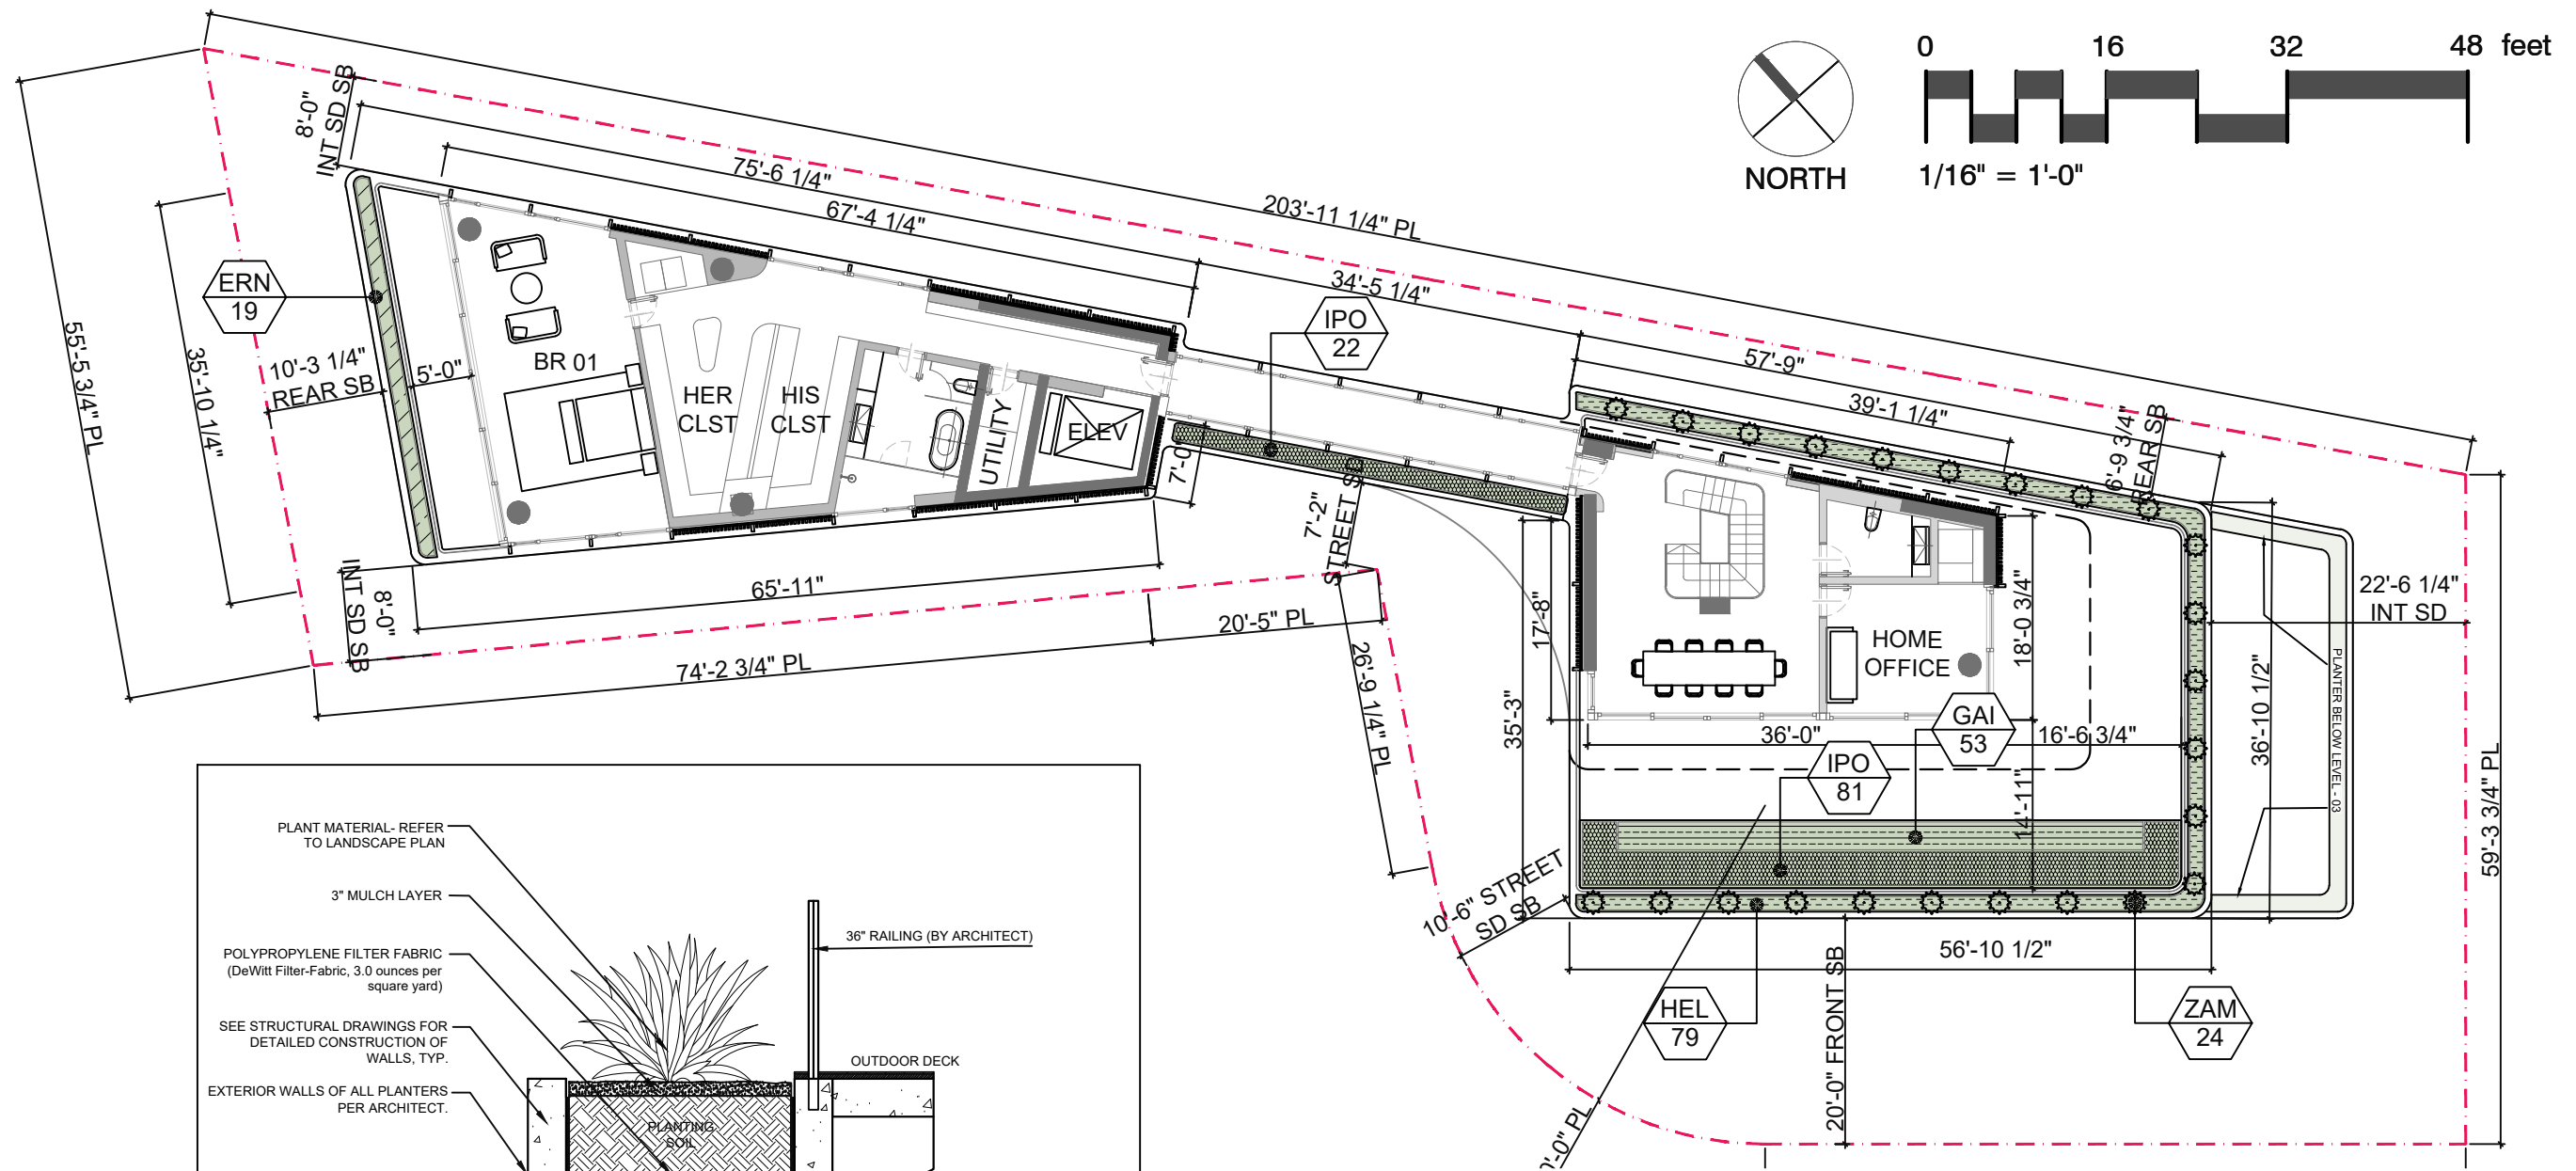 0 16 32 48 feet
NORTH
1/16" = 1'-0"
8'-0"
INT SD SB
75'-6 1/4"
67'-4 1/4"
203'-11 1/4" PL
34'-5 1/4"
57'-9"
39'-1 1/4"
6'-9 3/4"
REAR SB
55'-5 3/4" PL
35'-10 1/4"
ERN
19
10'-3 1/4"
REAR SB
5'-0"
BR 01
HER
CLST
HIS
CLST
UTILITY
ELEV
7'-0"
IPO
22
7'-2"
STREET S
INT SD SB
8'-0"
65'-11"
20'-5" PL
74'-2 3/4" PL
26'-9 1/4" PL
17'-8"
35'-3"
18'-0 3/4"
HOME
OFFICE
GAI
53
36'-0"
16'-6 3/4"
IPO
81
14'-11"
36'-10 1/2"
PLANTER BELOW LEVEL - 03
22'-6 1/4"
INT SD
59'-3 3/4" PL
10'-6" STREET
SD SB
56'-10 1/2"
HEL
79
20'-0" FRONT SB
ZAM
24
0'-0" PL
PLANT MATERIAL- REFER
TO LANDSCAPE PLAN
3" MULCH LAYER
POLYPROPYLENE FILTER FABRIC
(DeWitt Filter-Fabric, 3.0 ounces per
square yard)
SEE STRUCTURAL DRAWINGS FOR
DETAILED CONSTRUCTION OF
WALLS, TYP.
EXTERIOR WALLS OF ALL PLANTERS
PER ARCHITECT.
36" RAILING (BY ARCHITECT)
OUTDOOR DECK
PLANTING
SOIL